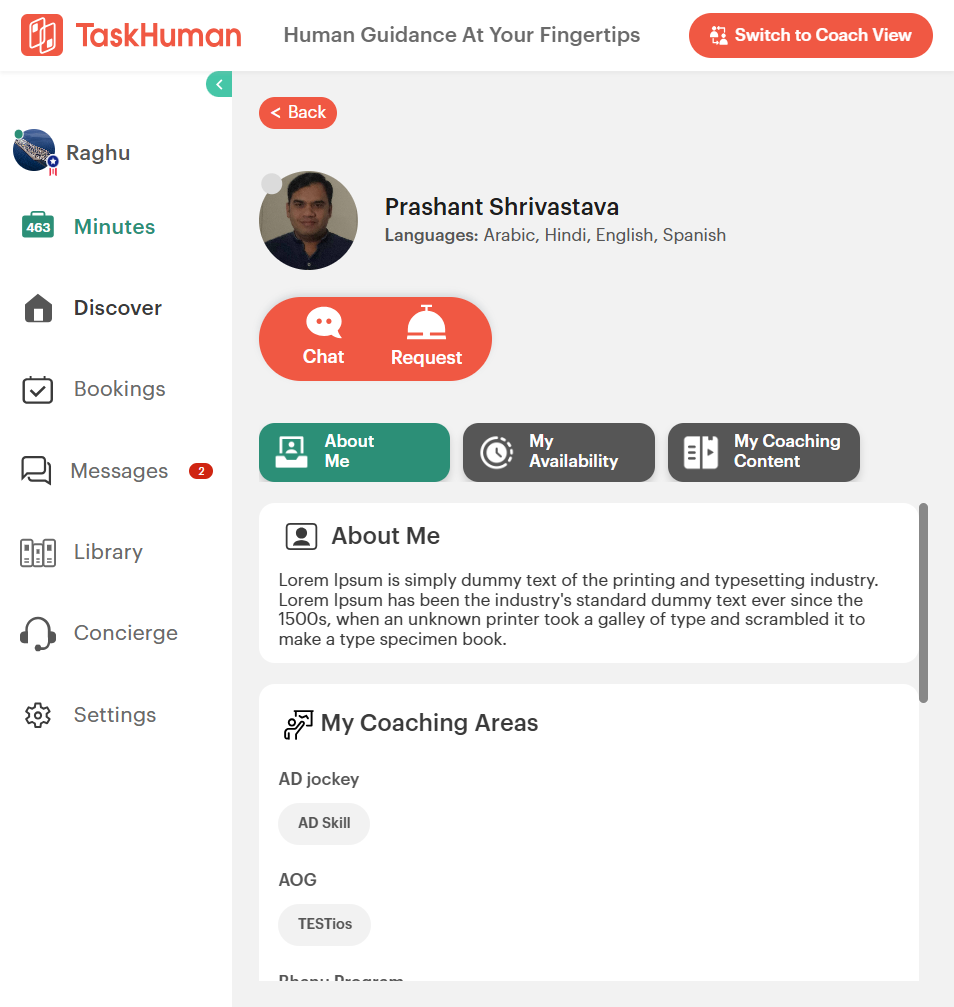 TaskHuman
Human Guidance At Your Fingertips
Switch to Coach View
< Back
Raghu
463
Minutes
Discover
Bookings
Messages
2
Library
Concierge
Settings
Prashant Shrivastava
Languages: Arabic, Hindi, English, Spanish
Chat
Request
About
Me
My
Availability
My Coaching
Content
About Me
Lorem Ipsum is simply dummy text of the printing and typesetting industry.
Lorem Ipsum has been the industry's standard dummy text ever since the
1500s, when an unknown printer took a galley of type and scrambled it to
make a type specimen book.
My Coaching Areas
AD jockey
AD Skill
AOG
TESTios
Bhanu Program